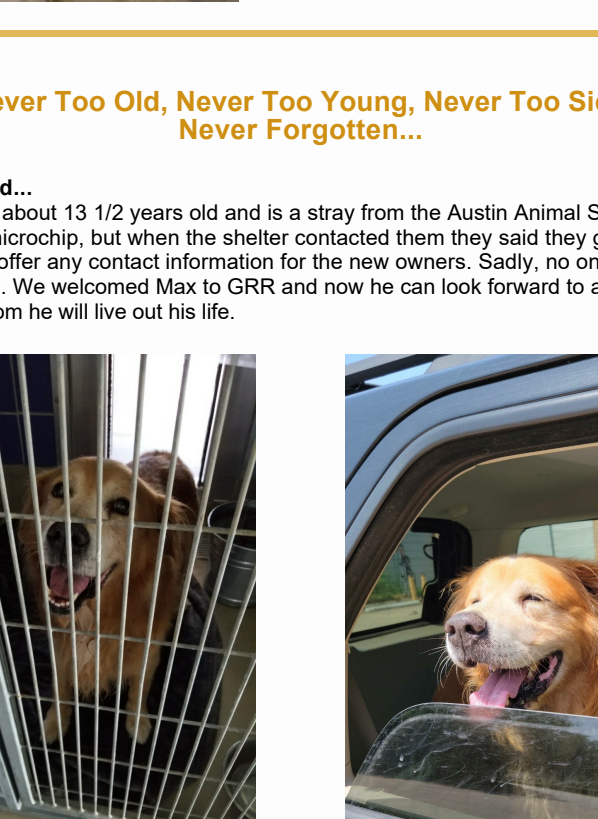 ever Too Old, Never Too Young, Never Too Si
Never Forgotten...
d...
about 13 1/2 years old and is a stray from the Austin Animal S
icrochip, but when the shelter contacted them they said they g
offer any contact information for the new owners. Sadly, no on
. We welcomed Max to GRR and now he can look forward to a
om he will live out his life.